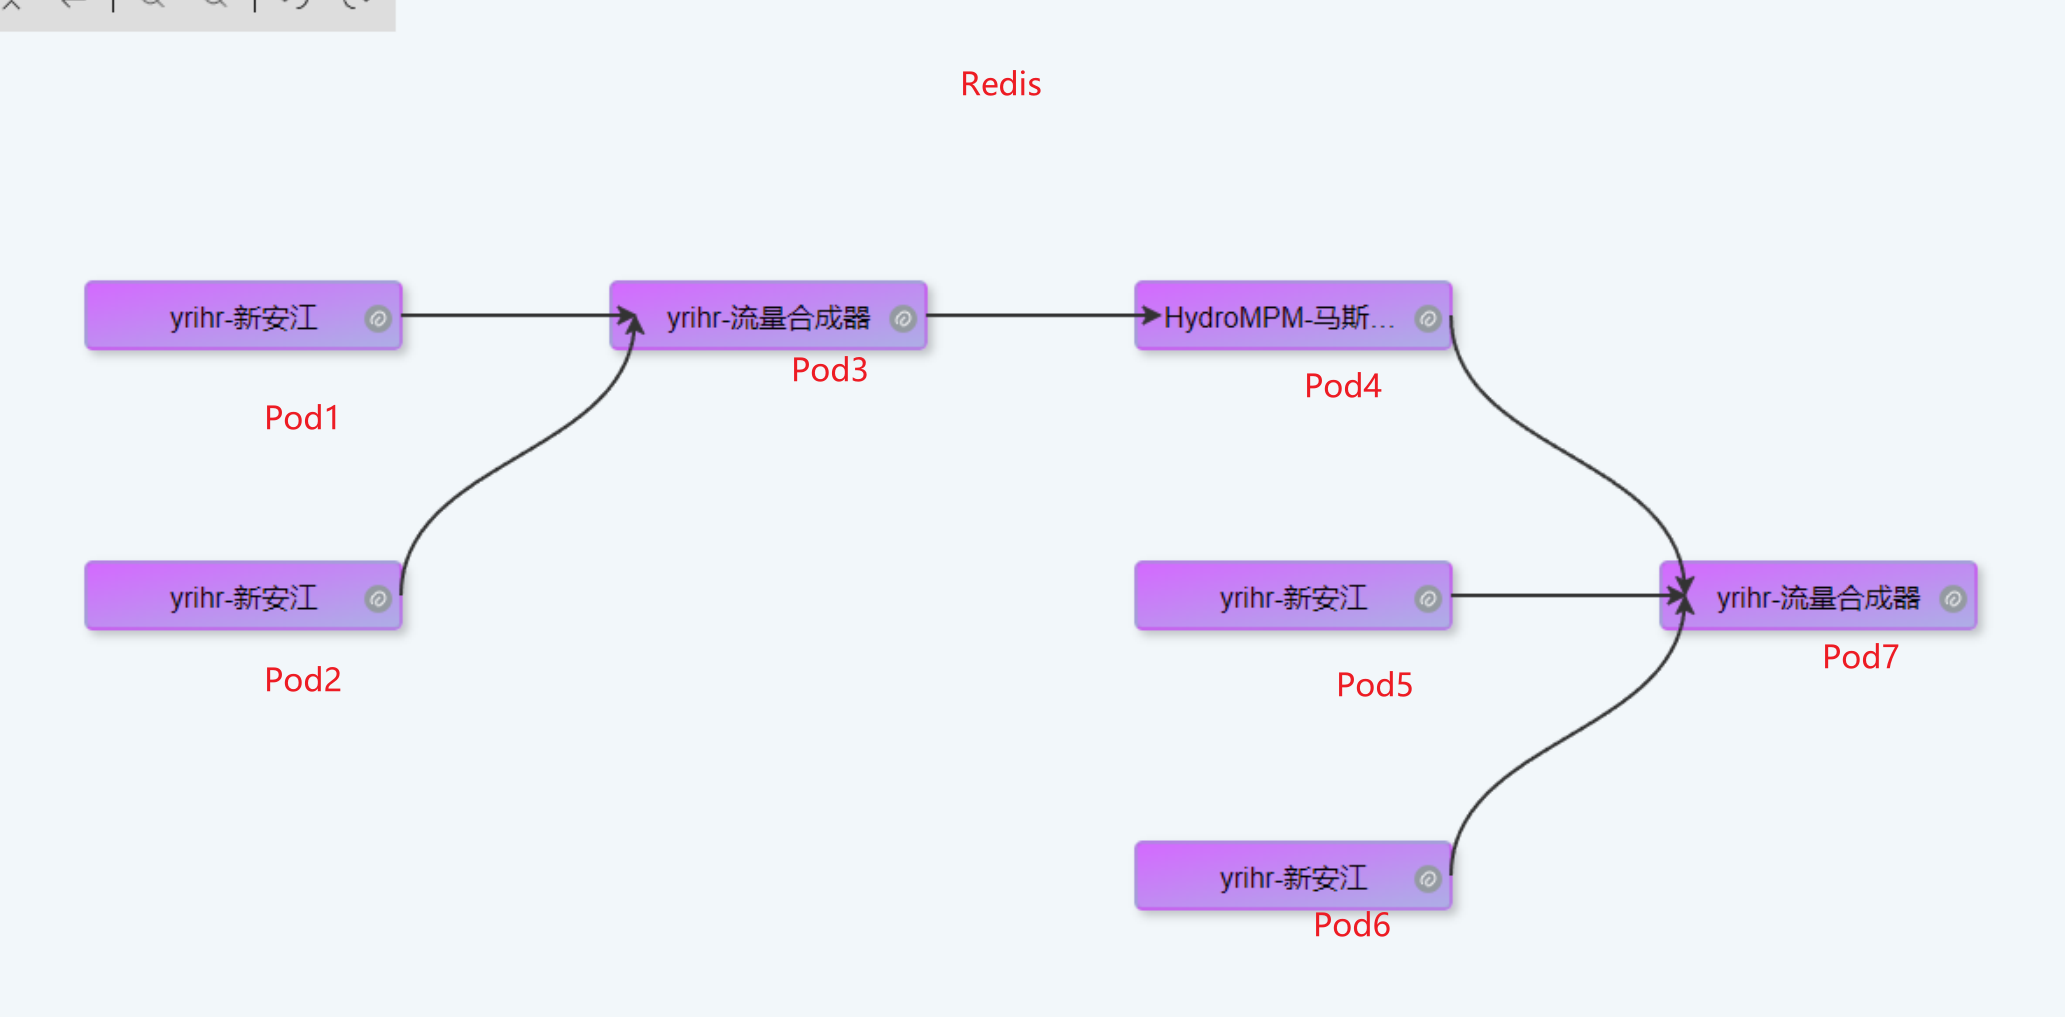 Redis
yrihr-新安江
yrihr-流量合成器
HydroMPM-马斯...
Pod3
Pod4
Pod1
yrihr-新安江
yrihr-新安江
yrihr-流量合成器
Pod7
Pod2
Pod5
yrihr-新安江
Pod6